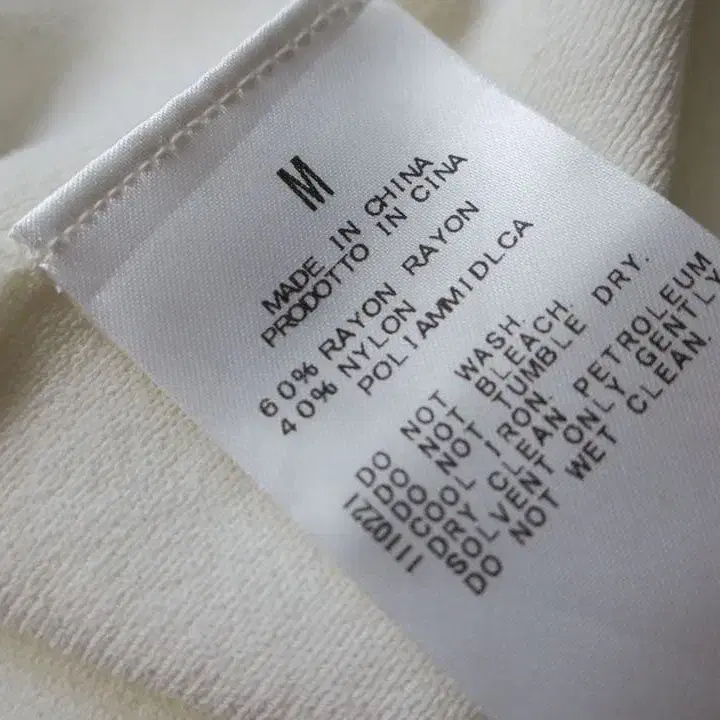 M
MADE IN CHINA
PRODOTTO IN CINA
60% RAYON RAYON
40% NYLON
POLIAMMIDLCA
DO NOT WASH.
DO NOT BLEACH.
DO NOT TUMBLE DRY.
COOL IRON.
DRY CLEAN PETROLEUM
SOLVENT ONLY GENTLY
DO NOT WET CLEAN.
1110221